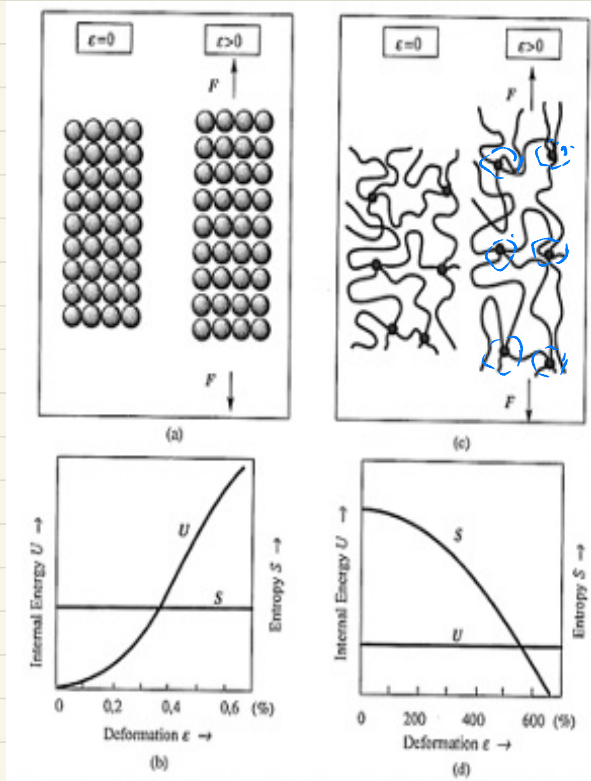 ε=0
ε>0
F
F
(a)
ε=0
ε>0
F
F
(c)
Internal Energy U →
U
S
Entropy S →
0 0,2 0,4 0,6 (%)
Deformation ε →
(b)
Internal Energy U →
S
U
Entropy S →
0 200 400 600 (%)
Deformation ε →
(d)